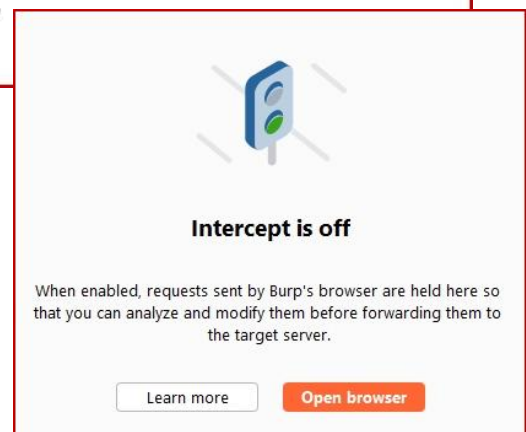 Intercept is off
When enabled, requests sent by Burp's browser are held here so
that you can analyze and modify them before forwarding them to
the target server.
Learn more
Open browser